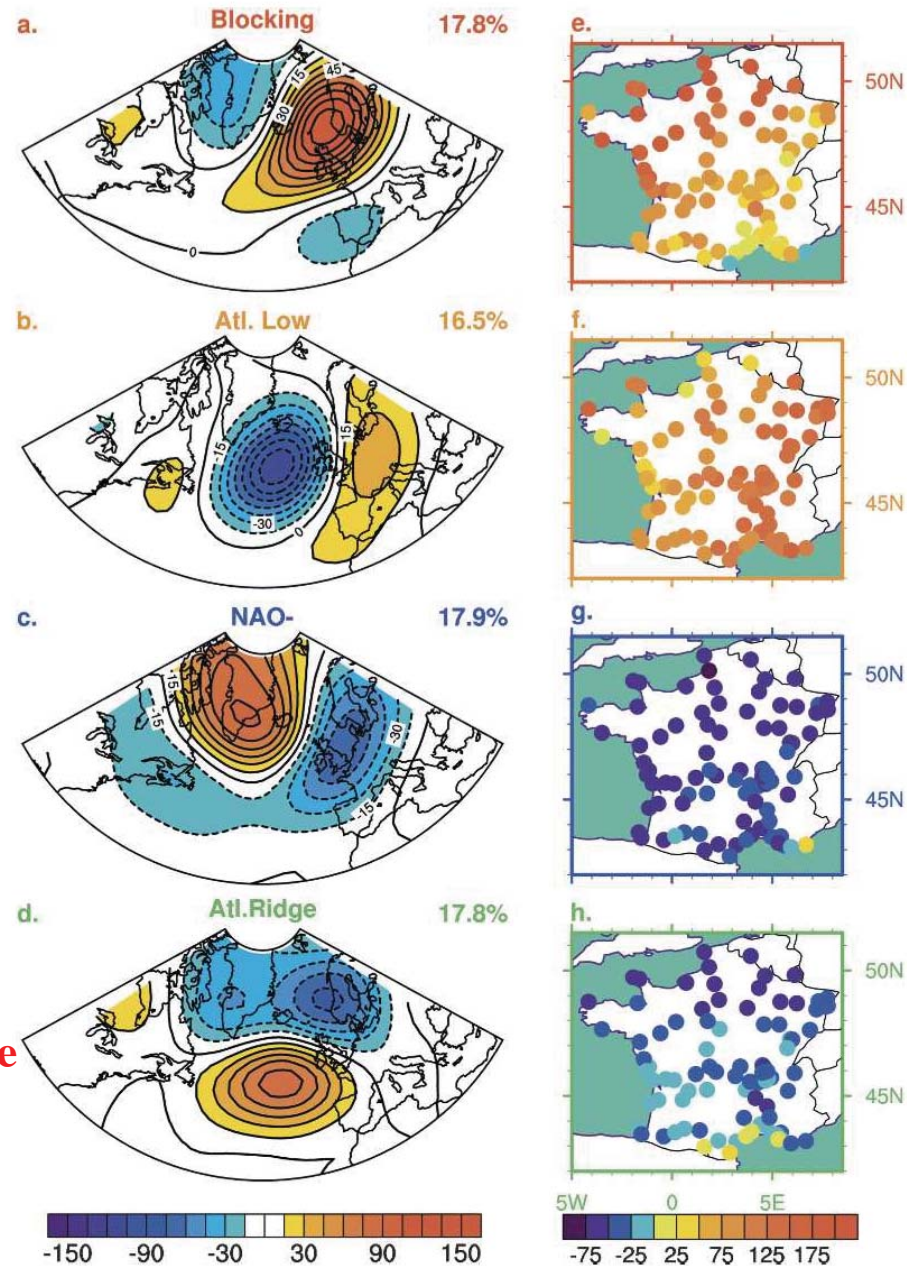 a. Blocking 17.8%
15
45
30
0
e.
50N
45N
b. Atl. Low 16.5%
-15
15
-30
0
f.
50N
45N
c. NAO- 17.9%
-15
-15
-30
-15
g.
50N
45N
d. Atl.Ridge 17.8%
e
h.
50N
45N
5W 0 5E
-150 -90 -30 30 90 150
-75 -25 25 75 125 175